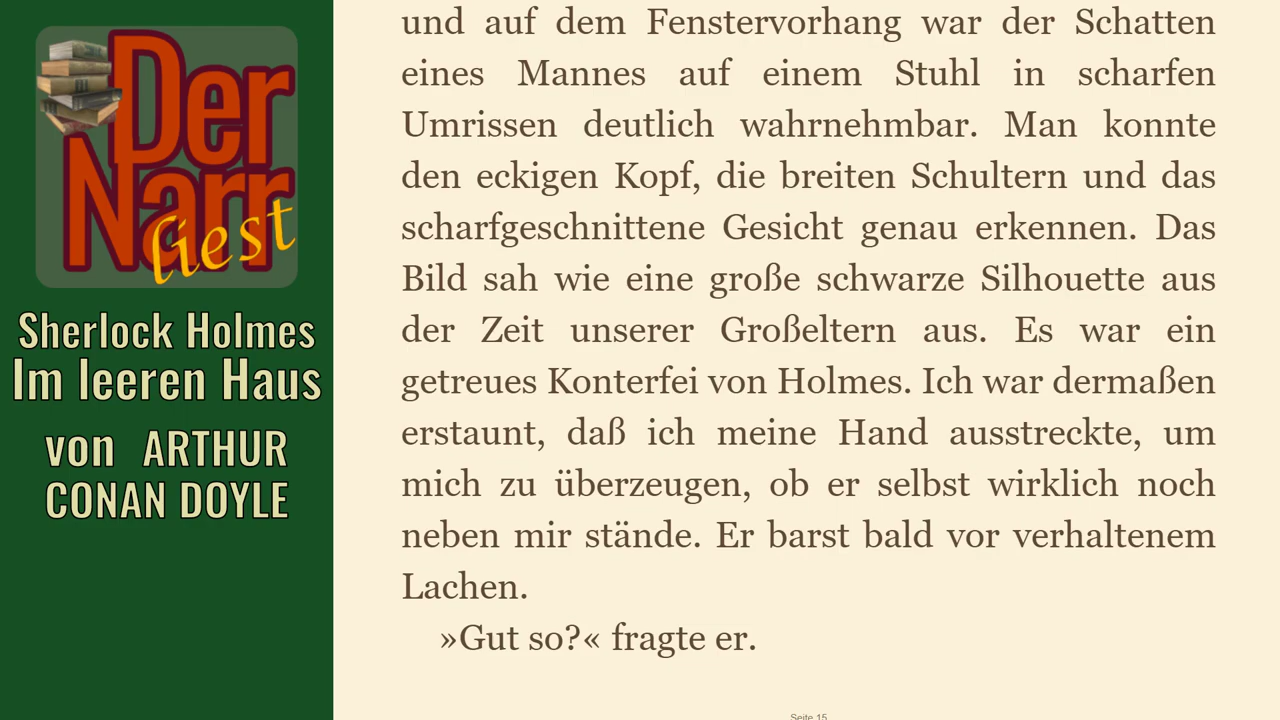 Der
Narr
liest
Sherlock Holmes
Im leeren Haus
von ARTHUR
CONAN DOYLE
und auf dem Fenstervorhang war der Schatten
eines Mannes auf einem Stuhl in scharfen
Umrissen deutlich wahrnehmbar. Man konnte
den eckigen Kopf, die breiten Schultern und das
scharfgeschnittene Gesicht genau erkennen. Das
Bild sah wie eine große schwarze Silhouette aus
der Zeit unserer Großeltern aus. Es war ein
getreues Konterfei von Holmes. Ich war dermaßen
erstaunt, daß ich meine Hand ausstreckte, um
mich zu überzeugen, ob er selbst wirklich noch
neben mir stände. Er barst bald vor verhaltenem
Lachen.
»Gut so?« fragte er.
Seite 15